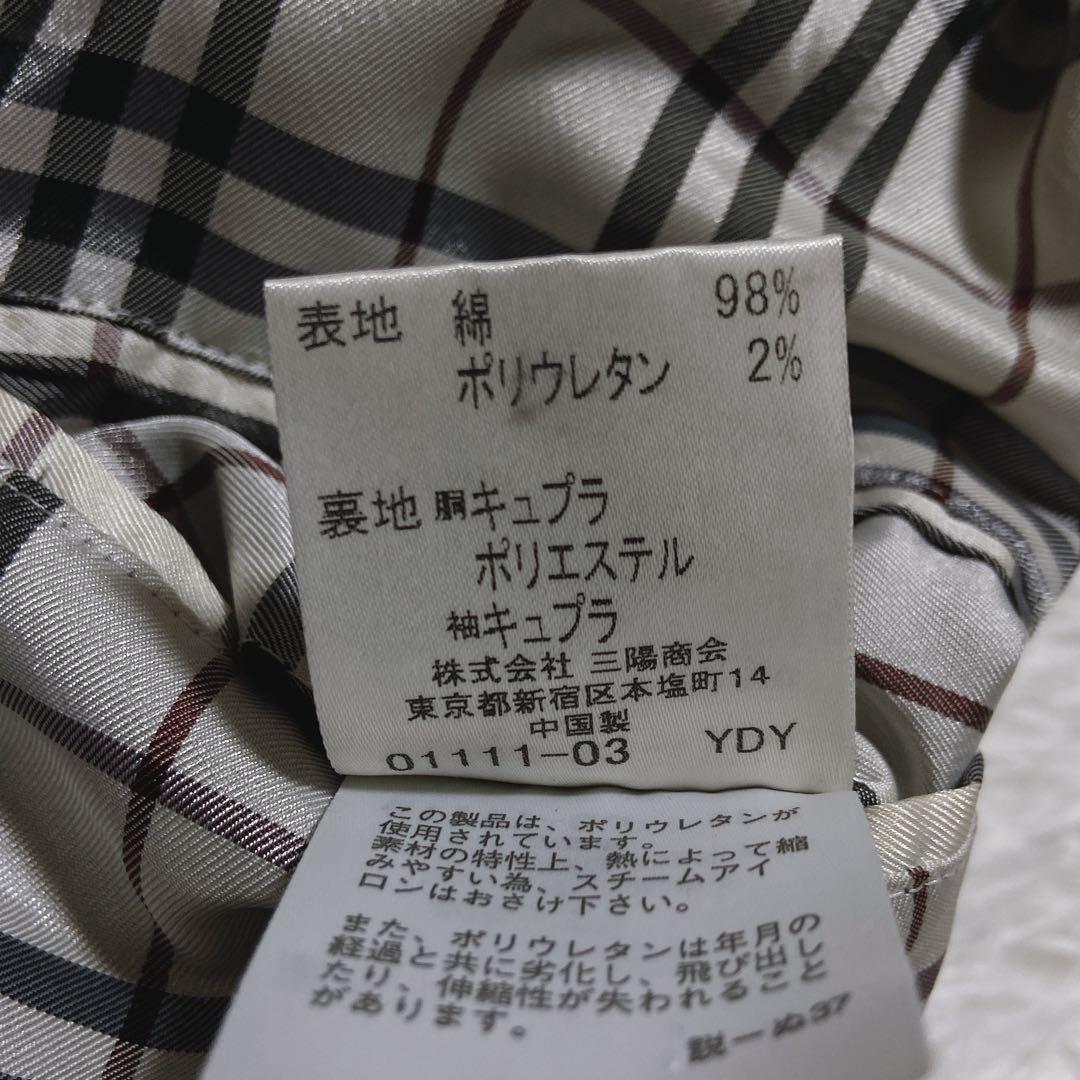 表地 綿 98%
ポリウレタン 2%
裏地 胴キュプラ
ポリエステル
袖キュプラ
株式会社 三陽商会
東京都新宿区本塩町14
中国製
01111-03 YDY
この製品は、ポリウレタンが
使用されています。
素材の特性上、熱によって縮
みやすい為、スチームアイ
ロンはおさけ下さい。
また、ポリウレタンは年月の
経過と共に劣化し、飛び出し
たり、伸縮性が失われること
があります。
説ーぬ37